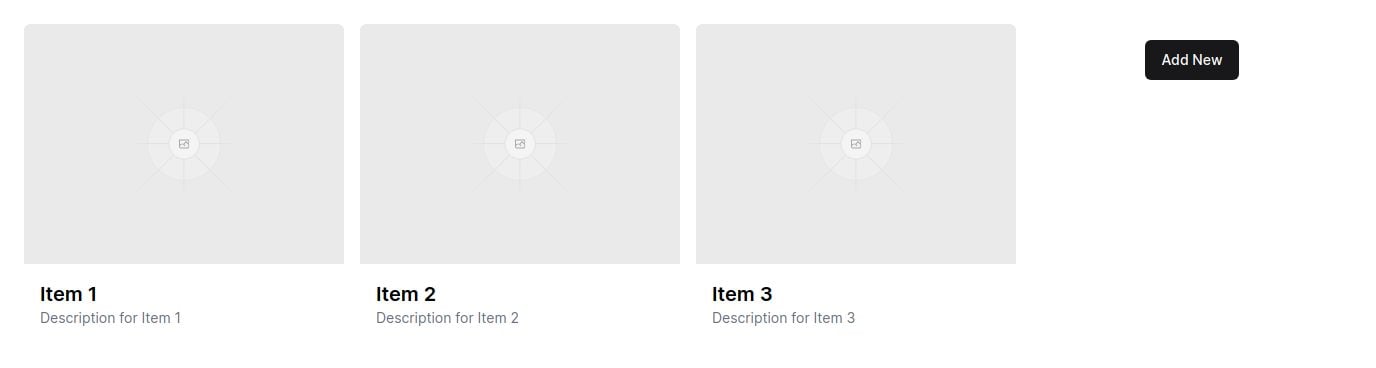 Add New
Item 1
Description for Item 1
Item 2
Description for Item 2
Item 3
Description for Item 3